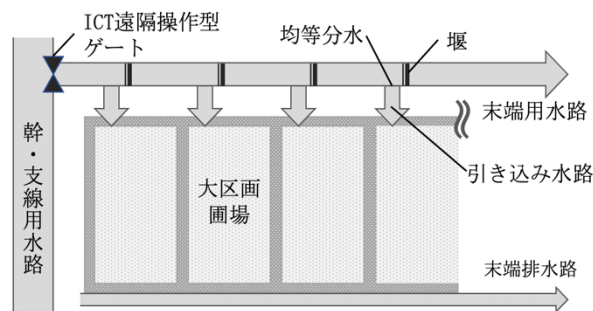 ICT遠隔操作型
ゲート
均等分水
堰
末端用水路
幹・支線用水路
引き込み水路
大区画
圃場
末端排水路